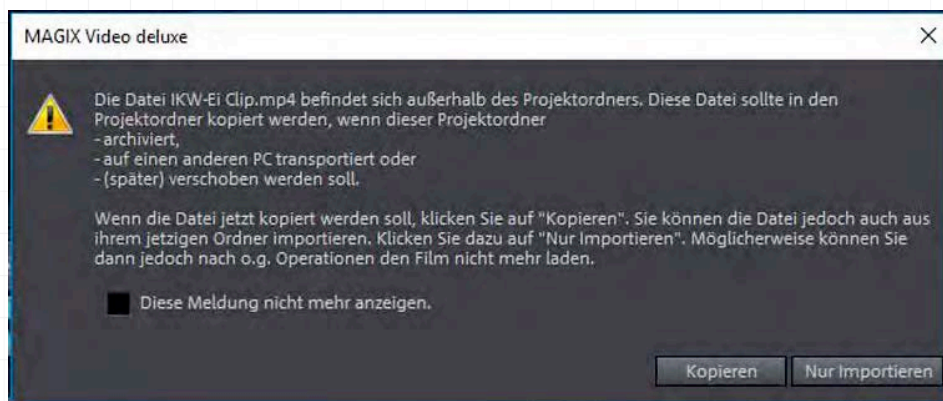 MAGIX Video deluxe
Die Datei IKW-Ei Clip.mp4 befindet sich außerhalb des Projektordners. Diese Datei sollte in den
Projektordner kopiert werden, wenn dieser Projektordner
- archiviert,
- auf einen anderen PC transportiert oder
- (später) verschoben werden soll.
Wenn die Datei jetzt kopiert werden soll, klicken Sie auf "Kopieren". Sie können die Datei jedoch auch aus
ihrem jetzigen Ordner importieren. Klicken Sie dazu auf "Nur Importieren". Möglicherweise können Sie
dann jedoch nach o.g. Operationen den Film nicht mehr laden.
Diese Meldung nicht mehr anzeigen.
Kopieren Nur Importieren